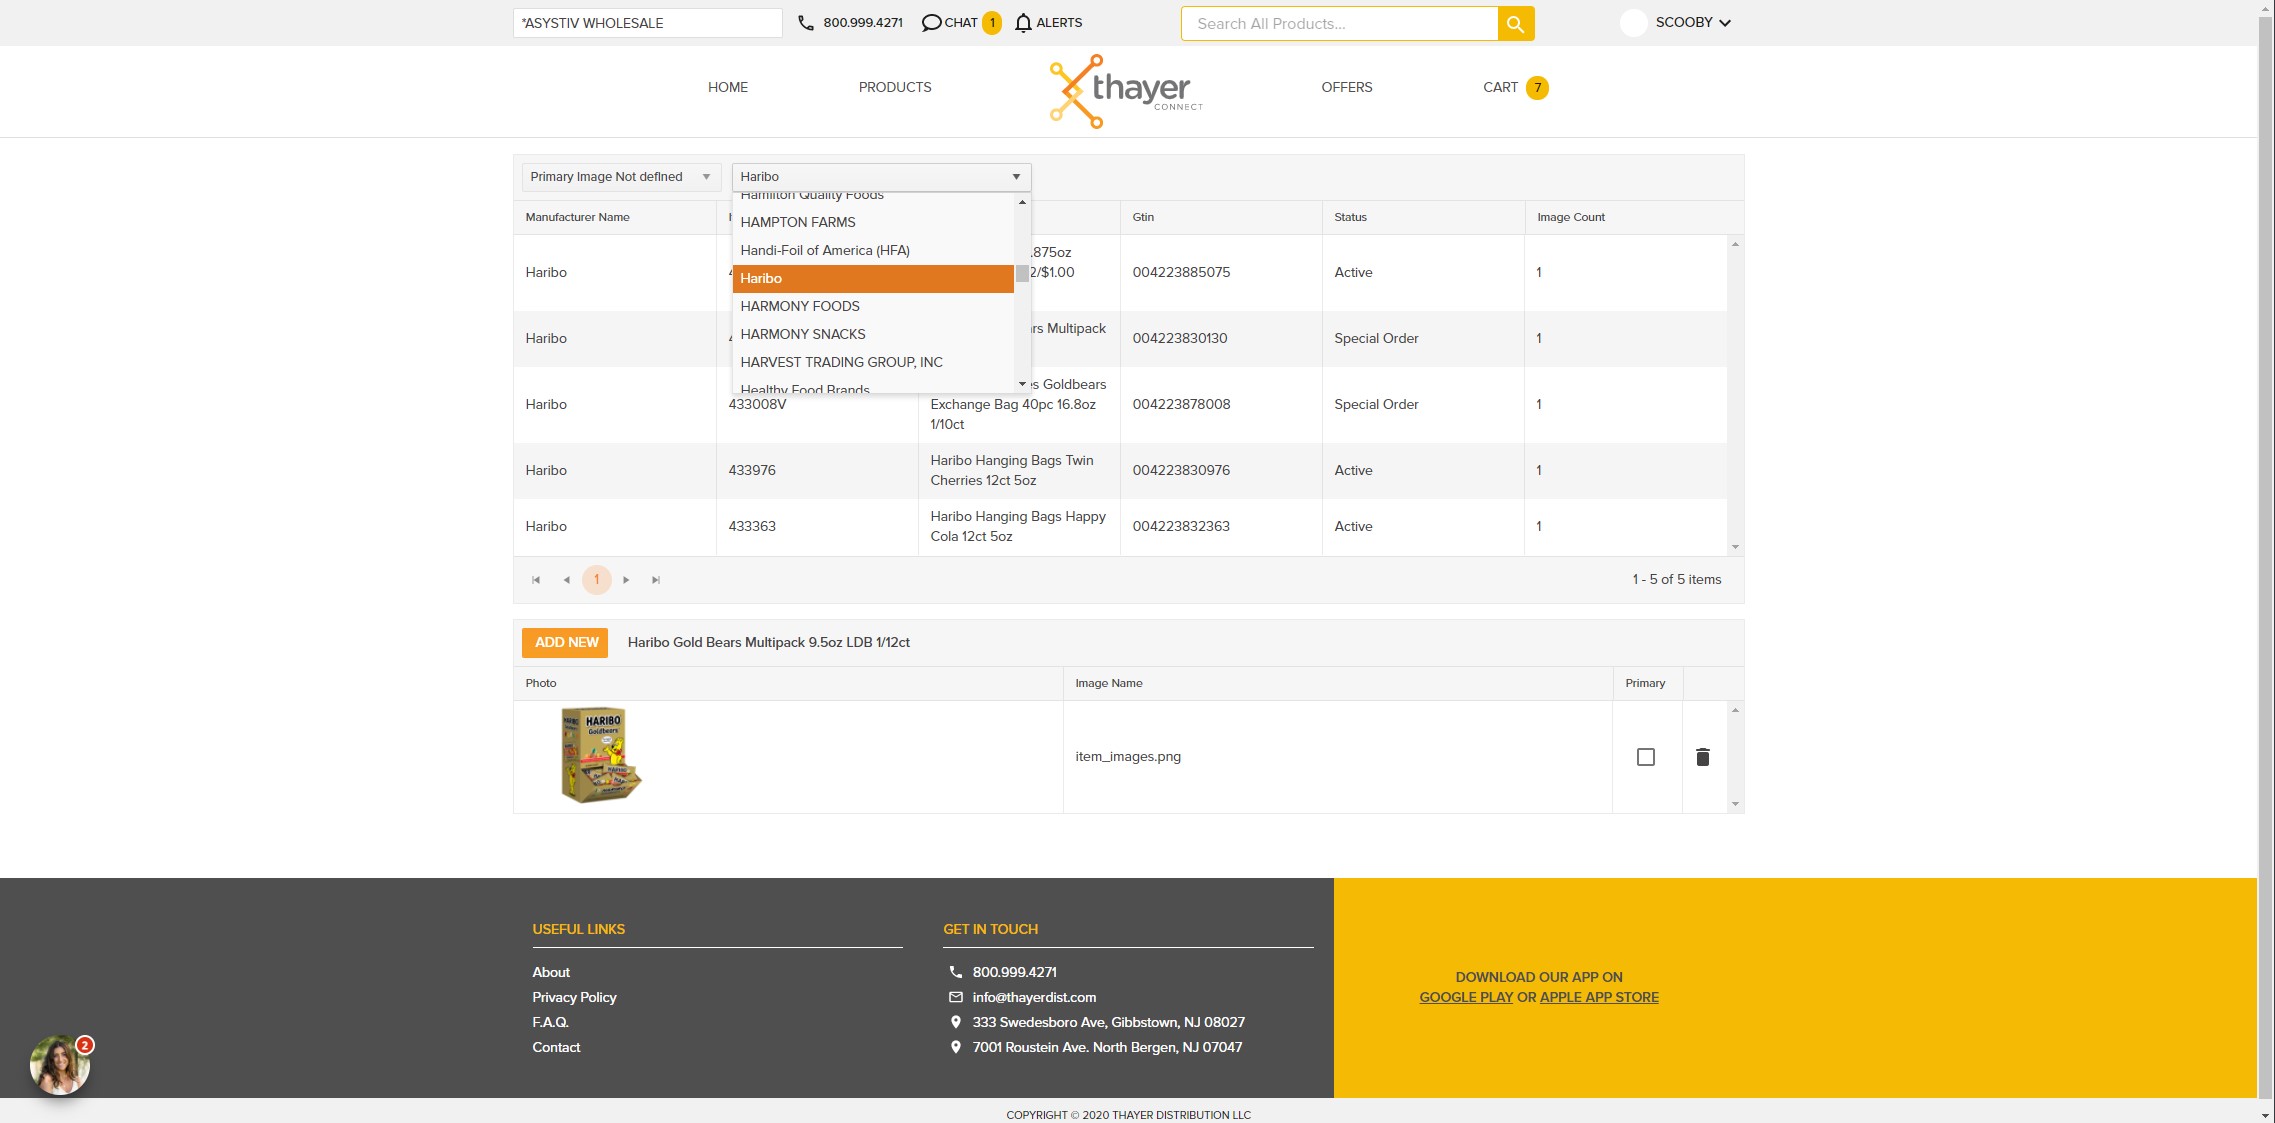 *ASYSTIV WHOLESALE
800.999.4271
CHAT 1
ALERTS
Search All Products...
SCOOBY
HOME
PRODUCTS
thayer
CONNECT
OFFERS
CART 7
Primary Image Not defined
Haribo
Hamilton Quality Foods
HAMPTON FARMS
Handi-Foil of America (HFA)
Haribo
HARMONY FOODS
HARMONY SNACKS
HARVEST TRADING GROUP, INC
Healthy Food Brands
Manufacturer Name
Gtin
Status
Image Count
Haribo
.875oz
2/$1.00
004223885075
Active
1
Haribo
Multipack
004223830130
Special Order
1
Haribo
433008V
Goldbears
Exchange Bag 40pc 16.8oz
1/10ct
004223878008
Special Order
1
Haribo
433976
Haribo Hanging Bags Twin
Cherries 12ct 5oz
004223830976
Active
1
Haribo
433363
Haribo Hanging Bags Happy
Cola 12ct 5oz
004223832363
Active
1
1
1 - 5 of 5 items
ADD NEW
Haribo Gold Bears Multipack 9.5oz LDB 1/12ct
Photo
Image Name
Primary
HARIBO
Goldbears
item_images.png
USEFUL LINKS
About
Privacy Policy
F.A.Q.
Contact
GET IN TOUCH
800.999.4271
info@thayerdist.com
333 Swedesboro Ave, Gibbstown, NJ 08027
7001 Roustein Ave. North Bergen, NJ 07047
DOWNLOAD OUR APP ON
GOOGLE PLAY OR APPLE APP STORE
2
COPYRIGHT © 2020 THAYER DISTRIBUTION LLC